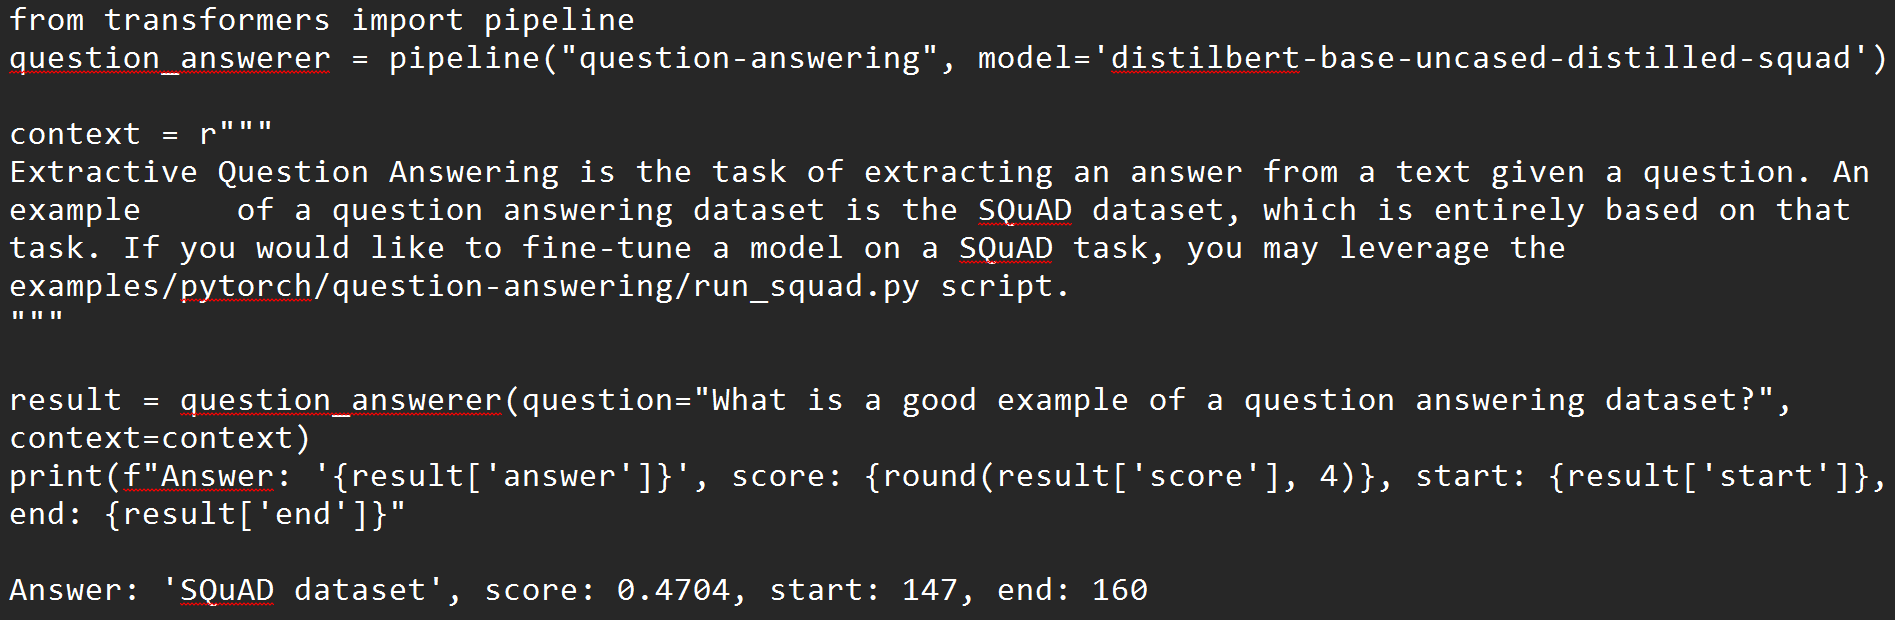 from transformers import pipeline
question_answerer = pipeline("question-answering", model='distilbert-base-uncased-distilled-squad')
context = r"""
Extractive Question Answering is the task of extracting an answer from a text given a question. An
example     of a question answering dataset is the SQuAD dataset, which is entirely based on that
task. If you would like to fine-tune a model on a SQuAD task, you may leverage the
examples/pytorch/question-answering/run_squad.py script.
"""
result = question_answerer(question="What is a good example of a question answering dataset?",
context=context)
print(f"Answer: '{result['answer']}', score: {round(result['score'], 4)}, start: {result['start']},
end: {result['end']}"
Answer: 'SQuAD dataset', score: 0.4704, start: 147, end: 160